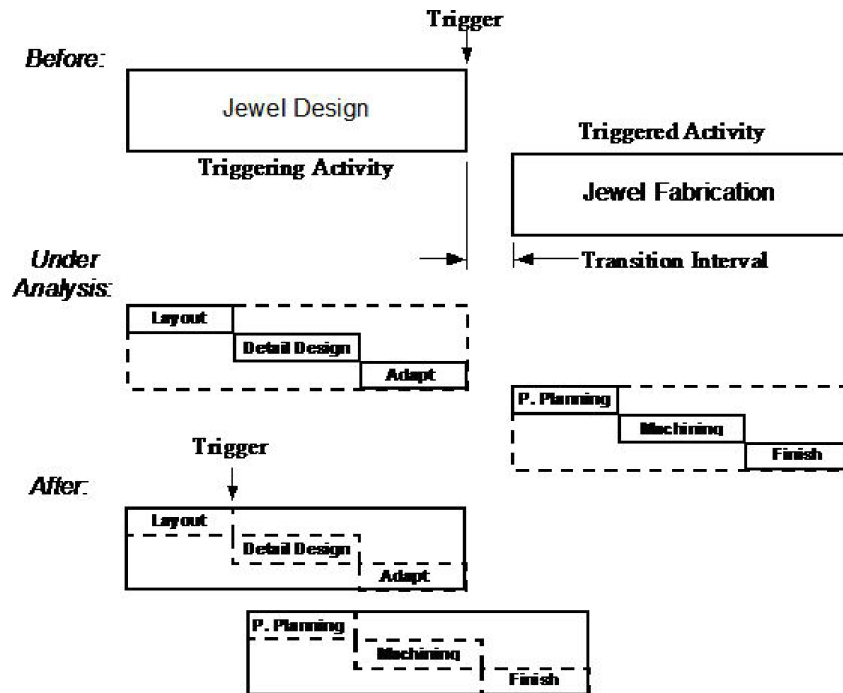 Trigger
Before:
Jewel Design
Triggering Activity
Triggered Activity
Jewel Fabrication
Transition Interval
Under
Analysis:
Layout
Detail Design
Adapt
P. Planning
Machining
Finish
Trigger
After:
Layout
Detail Design
Adapt
P. Planning
Machining
Finish